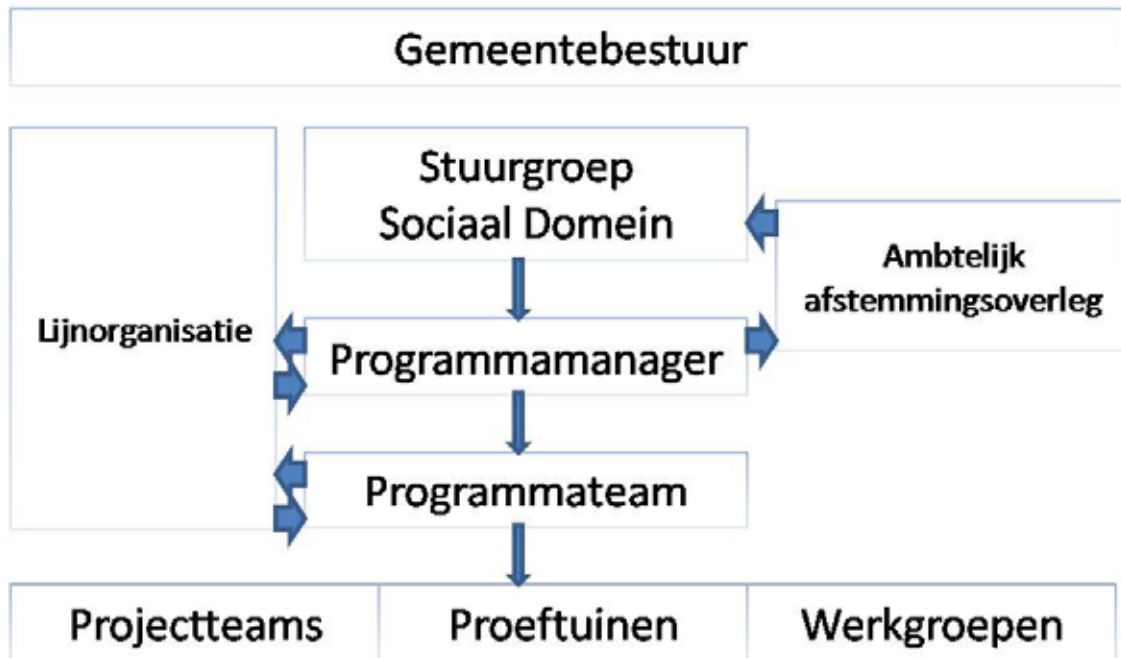 Gemeentebestuur
Stuurgroep
Sociaal Domein
Ambtelijk
afstemmingsoverleg
Lijnorganisatie
Programmamanager
Programmateam
Projectteams
Proeftuinen
Werkgroepen